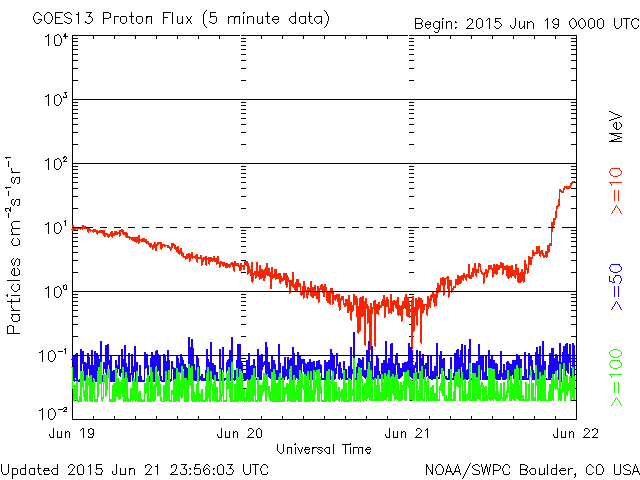 GOES13 Proton Flux (5 minute data)
Begin: 2015 Jun 19 0000 UTC
Particles cm⁻²s⁻¹sr⁻¹
10⁴
10³
10²
10¹
10⁰
10⁻¹
10⁻²
Jun 19
Jun 20
Jun 21
Jun 22
Universal Time
MeV
>=10
>=50
>=100
Updated 2015 Jun 21 23:56:03 UTC
NOAA/SWPC Boulder, CO USA